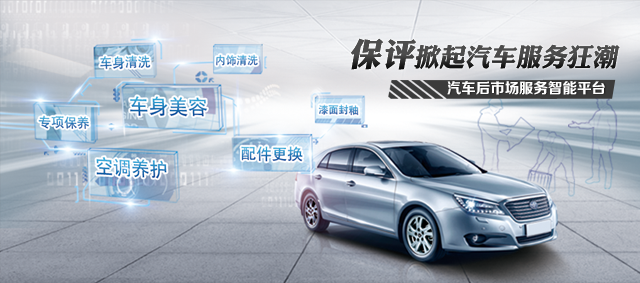 保评掀起汽车服务狂潮
汽车后市场服务智能平台
车身清洗
内饰清洗
车身美容
漆面封釉
专项保养
空调养护
配件更换